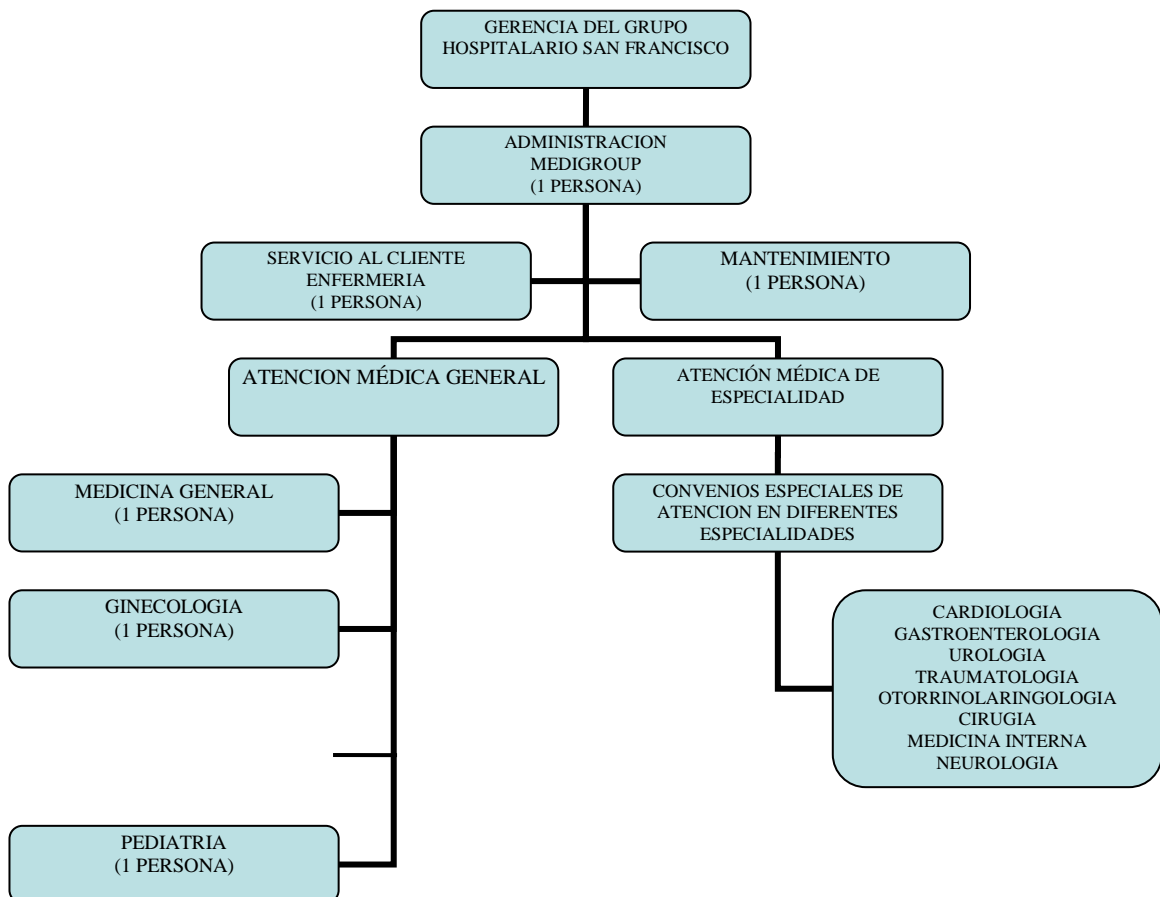 GERENCIA DEL GRUPO
HOSPITALARIO SAN FRANCISCO
ADMINISTRACION
MEDIGROUP
(1 PERSONA)
SERVICIO AL CLIENTE
ENFERMERIA
(1 PERSONA)
MANTENIMIENTO
(1 PERSONA)
ATENCION MÉDICA GENERAL
ATENCIÓN MÉDICA DE
ESPECIALIDAD
MEDICINA GENERAL
(1 PERSONA)
CONVENIOS ESPECIALES DE
ATENCION EN DIFERENTES
ESPECIALIDADES
GINECOLOGIA
(1 PERSONA)
CARDIOLOGIA
GASTROENTEROLOGIA
UROLOGIA
TRAUMATOLOGIA
OTORRINOLARINGOLOGIA
CIRUGIA
MEDICINA INTERNA
NEUROLOGIA
PEDIATRIA
(1 PERSONA)